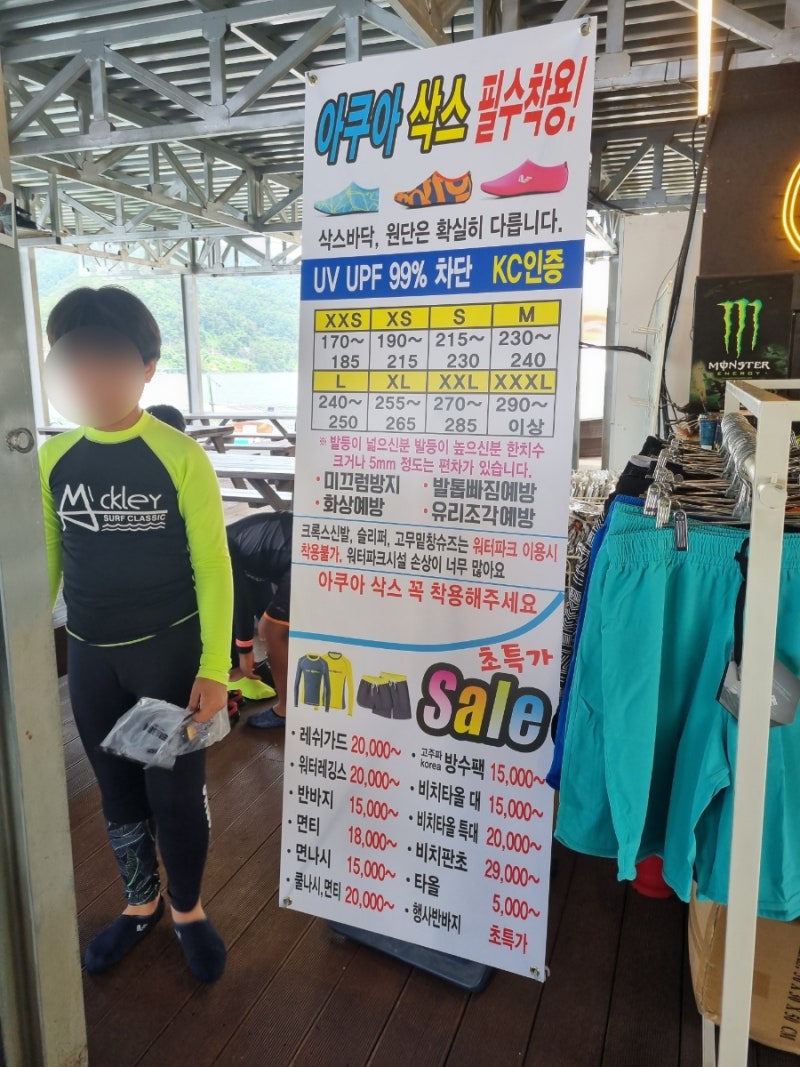 아쿠아 삭스 필수착용!
삭스바닥, 원단은 확실히 다릅니다.
UV UPF 99% 차단 KC인증
XXS XS S M
170~185 190~215 215~230 230~240
L XL XXL XXXL
240~250 255~265 270~285 290~이상
※ 발등이 넓으신분 발등이 높으신분 한치수
크거나 5mm 정도는 편차가 있습니다.
·미끄럼방지 ·발톱빠짐예방
·화상예방 ·유리조각예방
크록스신발, 슬리퍼, 고무밑창슈즈는 워터파크 이용시
착용불가, 워터파크시설 손상이 너무 많아요
아쿠아 삭스 꼭 착용해주세요
초특가
Sale
·레쉬가드 20,000~
·워터레깅스 20,000~
·반바지 15,000~
·면티 18,000~
·면나시 15,000~
·쿨나시,면티 20,000~
·고주파 korea 방수팩 15,000~
·비치타올 대 15,000~
·비치타올 특대 20,000~
·비치판쵸 29,000~
·타올 5,000~
·행사반바지 초특가
Mckley
SURF CLASSIC
MONSTER
ENERGY